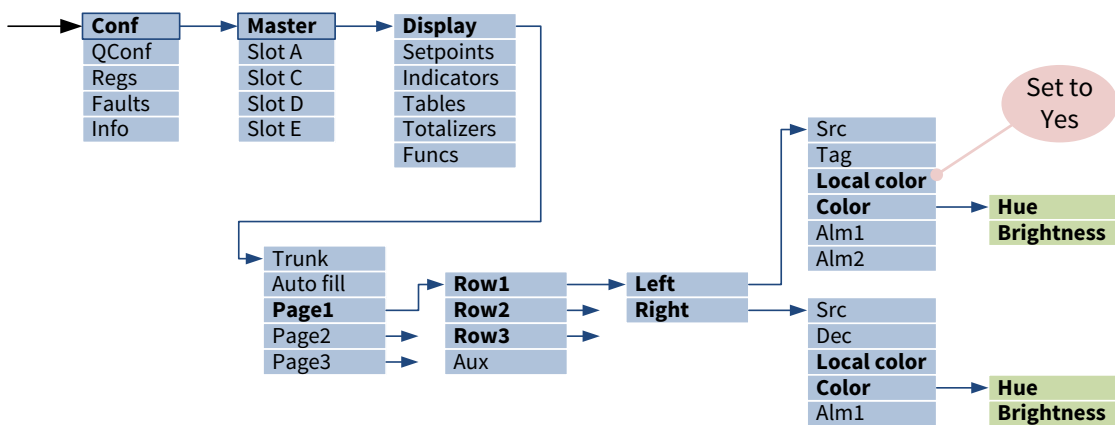 Conf
QConf
Regs
Faults
Info
Master
Slot A
Slot C
Slot D
Slot E
Display
Setpoints
Indicators
Tables
Totalizers
Funcs
Trunk
Auto fill
Page1
Page2
Page3
Row1
Row2
Row3
Aux
Left
Right
Src
Tag
Local color
Color
Alm1
Alm2
Set to
Yes
Hue
Brightness
Src
Dec
Local color
Color
Alm1
Hue
Brightness